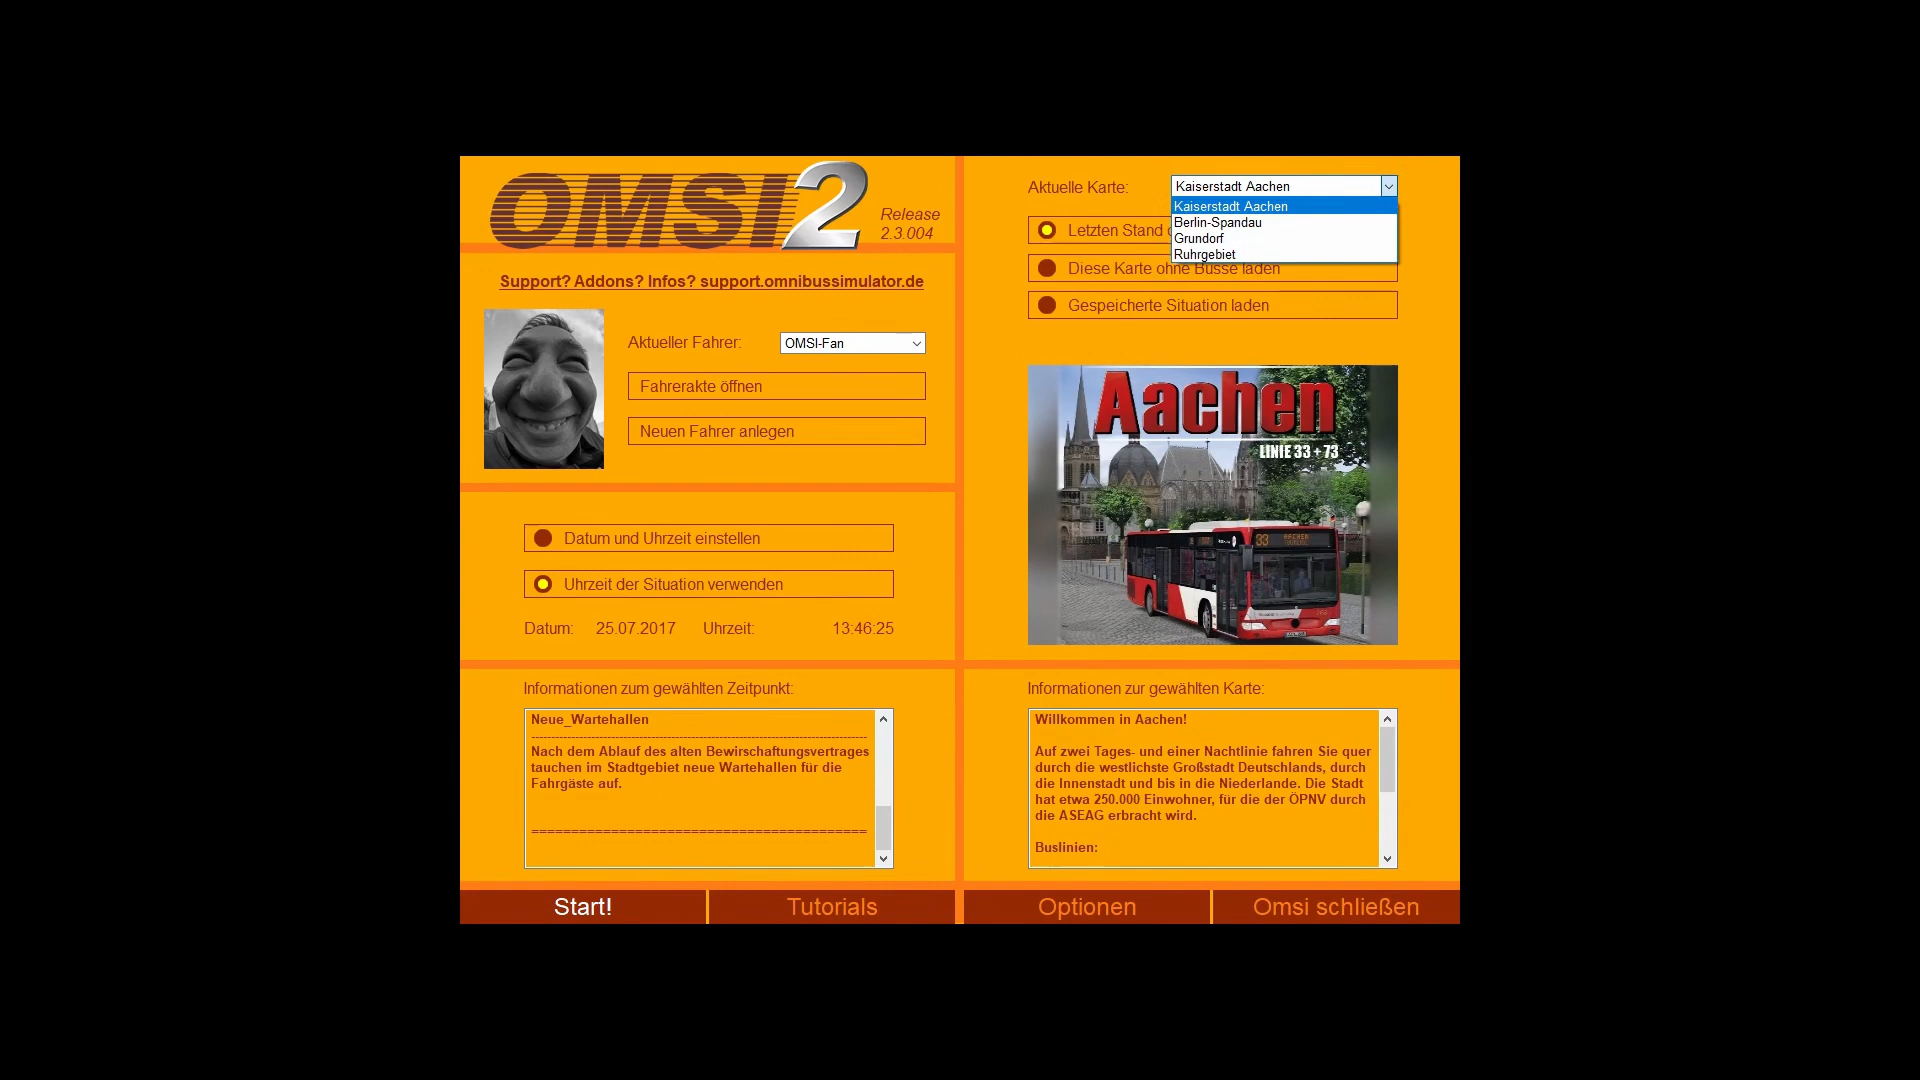 OMSI 2
Release
2.3.004
Support? Addons? Infos? support.omnibussimulator.de
Aktueller Fahrer:
OMSI-Fan
Fahrerakte öffnen
Neuen Fahrer anlegen
Datum und Uhrzeit einstellen
Uhrzeit der Situation verwenden
Datum: 25.07.2017 Uhrzeit: 13:46:25
Informationen zum gewählten Zeitpunkt:
Neue_Wartehallen
Nach dem Ablauf des alten Bewirschaftungsvertrages
tauchen im Stadtgebiet neue Wartehallen für die
Fahrgäste auf.
Aktuelle Karte:
Kaiserstadt Aachen
Kaiserstadt Aachen
Berlin-Spandau
Grundorf
Ruhrgebiet
Letzten Stand
Diese Karte ohne Busse laden
Gespeicherte Situation laden
Aachen
LINIE 33 + 73
33 AACHEN
Informationen zur gewählten Karte:
Willkommen in Aachen!
Auf zwei Tages- und einer Nachtlinie fahren Sie quer
durch die westlichste Großstadt Deutschlands, durch
die Innenstadt und bis in die Niederlande. Die Stadt
hat etwa 250.000 Einwohner, für die der ÖPNV durch
die ASEAG erbracht wird.
Buslinien:
Start!
Tutorials
Optionen
Omsi schließen